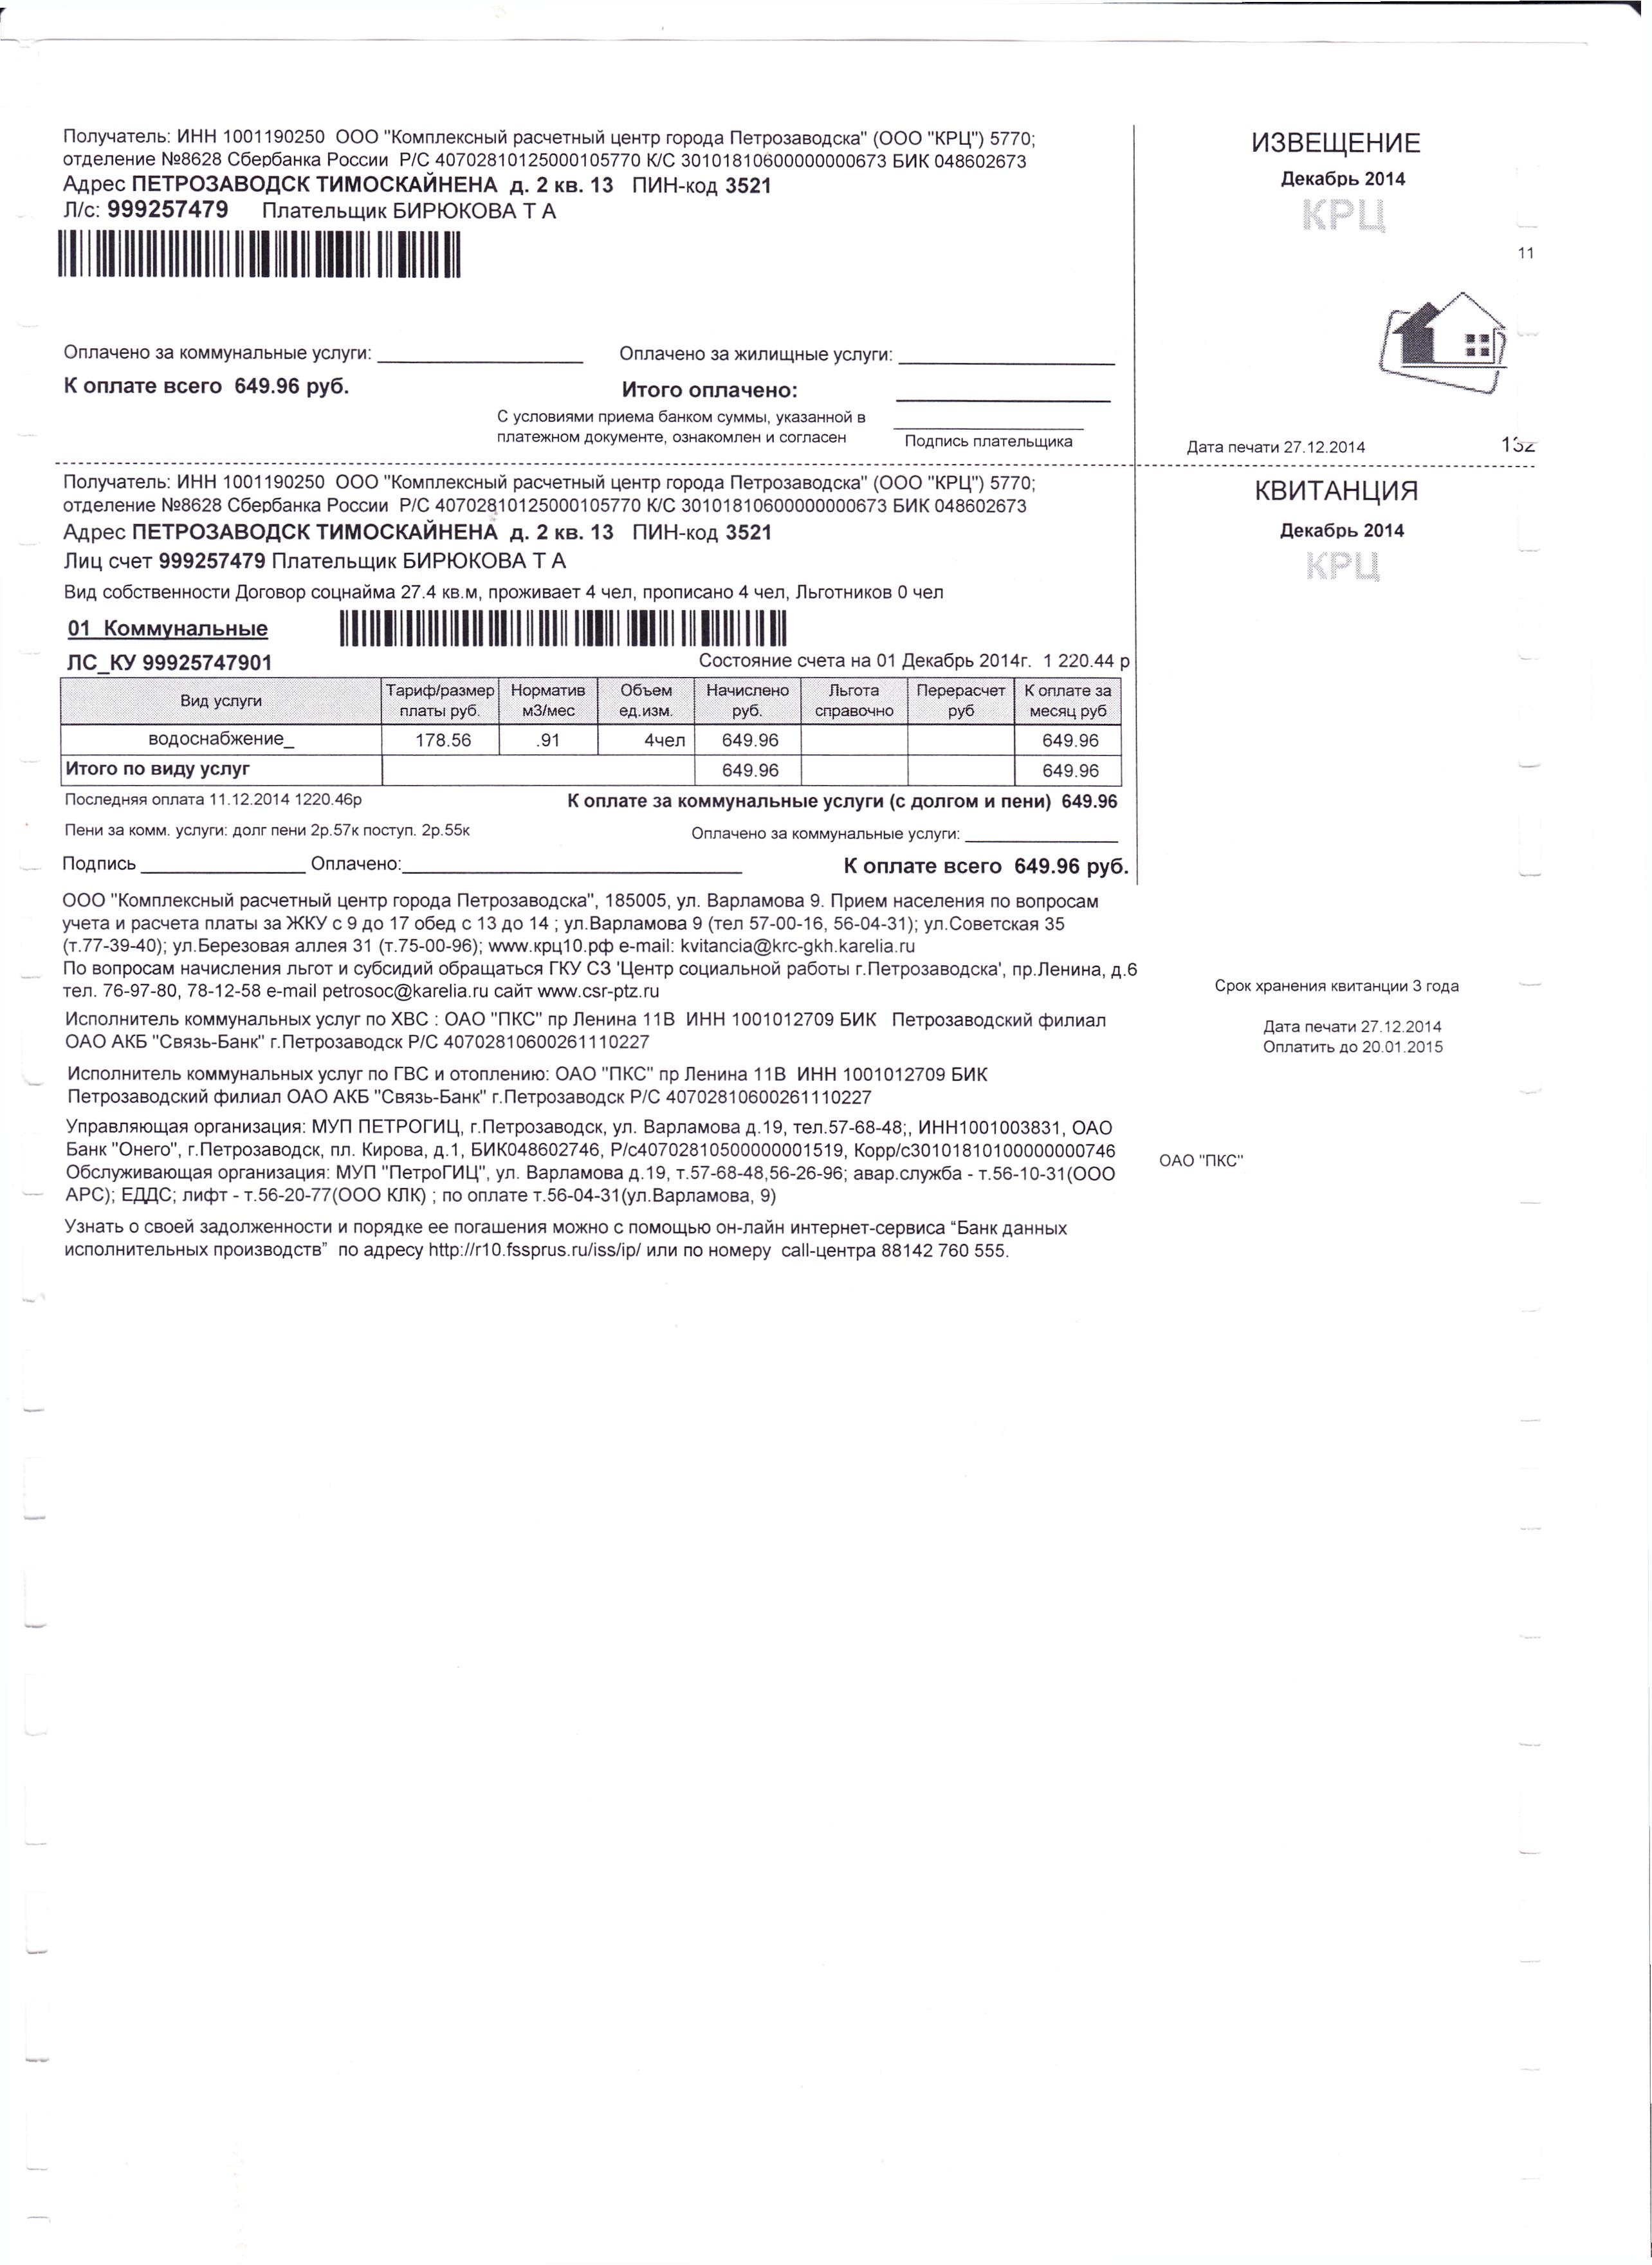 Получатель: ИНН 1001190250 ООО "Комплексный расчетный центр города Петрозаводска" (ООО "КРЦ") 5770;
отделение №8628 Сбербанка России Р/С 40702810125000105770 К/С 30101810600000000673 БИК 048602673
Адрес ПЕТРОЗАВОДСК ТИМОСКАЙНЕНА д. 2 кв. 13 ПИН-код 3521
Л/с: 999257479 Плательщик БИРЮКОВА Т А
ИЗВЕЩЕНИЕ
Декабрь 2014
КРЦ
11
Оплачено за коммунальные услуги: Оплачено за жилищные услуги:
К оплате всего 649.96 руб. Итого оплачено:
С условиями приема банком суммы, указанной в
платежном документе, ознакомлен и согласен Подпись плательщика
Дата печати 27.12.2014 132
Получатель: ИНН 1001190250 ООО "Комплексный расчетный центр города Петрозаводска" (ООО "КРЦ") 5770;
отделение №8628 Сбербанка России Р/С 40702810125000105770 К/С 30101810600000000673 БИК 048602673
Адрес ПЕТРОЗАВОДСК ТИМОСКАЙНЕНА д. 2 кв. 13 ПИН-код 3521
Лиц счет 999257479 Плательщик БИРЮКОВА Т А
КВИТАНЦИЯ
Декабрь 2014
КРЦ
Вид собственности Договор соцнайма 27.4 кв.м, проживает 4 чел, прописано 4 чел, Льготников 0 чел
01 Коммунальные
ЛС_КУ 99925747901 Состояние счета на 01 Декабрь 2014г. 1 220.44 р
Вид услуги Тариф/размер платы руб. Норматив м3/мес Объем ед.изм. Начислено руб. Льгота справочно Перерасчет руб К оплате за месяц руб
водоснабжение_ 178.56 .91 4чел 649.96 649.96
Итого по виду услуг 649.96 649.96
Последняя оплата 11.12.2014 1220.46р К оплате за коммунальные услуги (с долгом и пени) 649.96
Пени за комм. услуги: долг пени 2р.57к поступ. 2р.55к Оплачено за коммунальные услуги:
Подпись Оплачено: К оплате всего 649.96 руб.
ООО "Комплексный расчетный центр города Петрозаводска", 185005, ул. Варламова 9. Прием населения по вопросам
учета и расчета платы за ЖКУ с 9 до 17 обед с 13 до 14 ; ул.Варламова 9 (тел 57-00-16, 56-04-31); ул.Советская 35
(т.77-39-40); ул.Березовая аллея 31 (т.75-00-96); www.крц10.рф e-mail: kvitancia@krc-gkh.karelia.ru
По вопросам начисления льгот и субсидий обращаться ГКУ СЗ 'Центр социальной работы г.Петрозаводска', пр.Ленина, д.6
тел. 76-97-80, 78-12-58 e-mail petrosoc@karelia.ru сайт www.csr-ptz.ru
Срок хранения квитанции 3 года
Исполнитель коммунальных услуг по ХВС : ОАО "ПКС" пр Ленина 11В ИНН 1001012709 БИК Петрозаводский филиал
ОАО АКБ "Связь-Банк" г.Петрозаводск Р/С 40702810600261110227
Дата печати 27.12.2014
Оплатить до 20.01.2015
Исполнитель коммунальных услуг по ГВС и отоплению: ОАО "ПКС" пр Ленина 11В ИНН 1001012709 БИК
Петрозаводский филиал ОАО АКБ "Связь-Банк" г.Петрозаводск Р/С 40702810600261110227
Управляющая организация: МУП ПЕТРОГИЦ, г.Петрозаводск, ул. Варламова д.19, тел.57-68-48;, ИНН1001003831, ОАО
Банк "Онего", г.Петрозаводск, пл. Кирова, д.1, БИК048602746, Р/с40702810500000001519, Корр/с30101810100000000746
Обслуживающая организация: МУП "ПетроГИЦ", ул. Варламова д.19, т.57-68-48,56-26-96; авар.служба - т.56-10-31(ООО
АРС); ЕДДС; лифт - т.56-20-77(ООО КЛК) ; по оплате т.56-04-31(ул.Варламова, 9)
ОАО "ПКС"
Узнать о своей задолженности и порядке ее погашения можно с помощью он-лайн интернет-сервиса “Банк данных
исполнительных производств” по адресу http://r10.fssprus.ru/iss/ip/ или по номеру call-центра 88142 760 555.